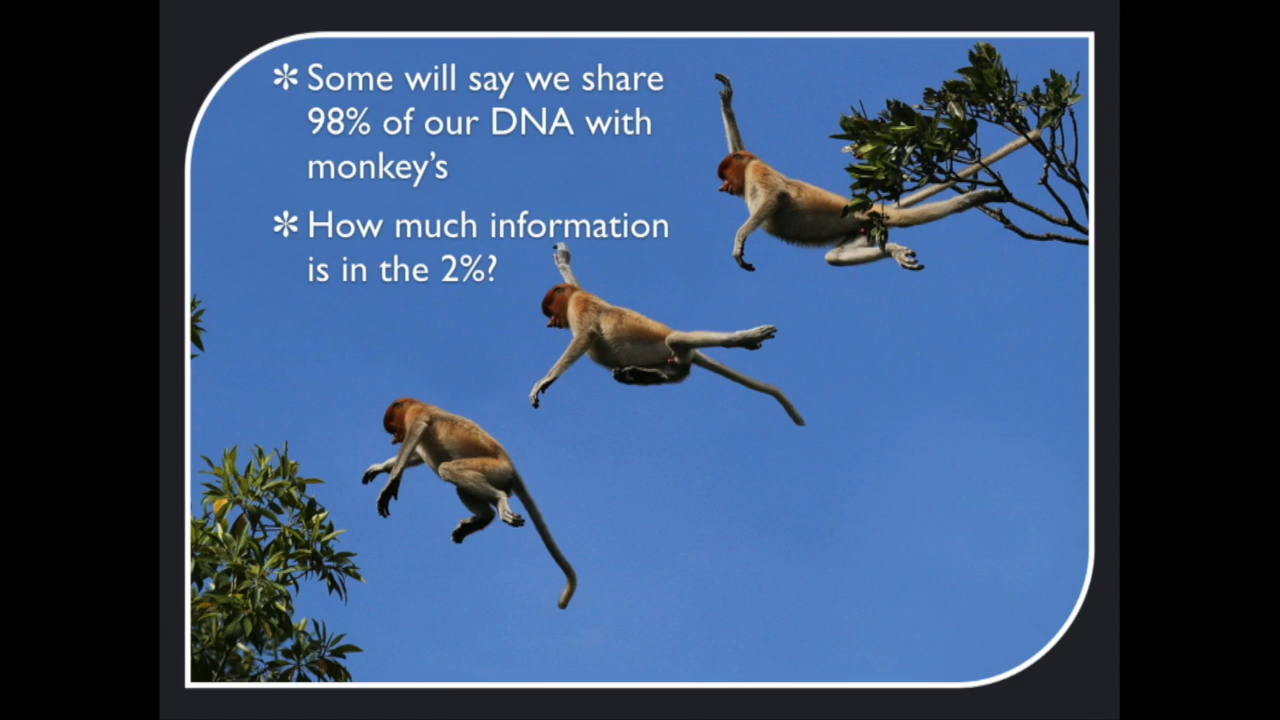 ✻ Some will say we share
98% of our DNA with
monkey's
✻ How much information
is in the 2%?